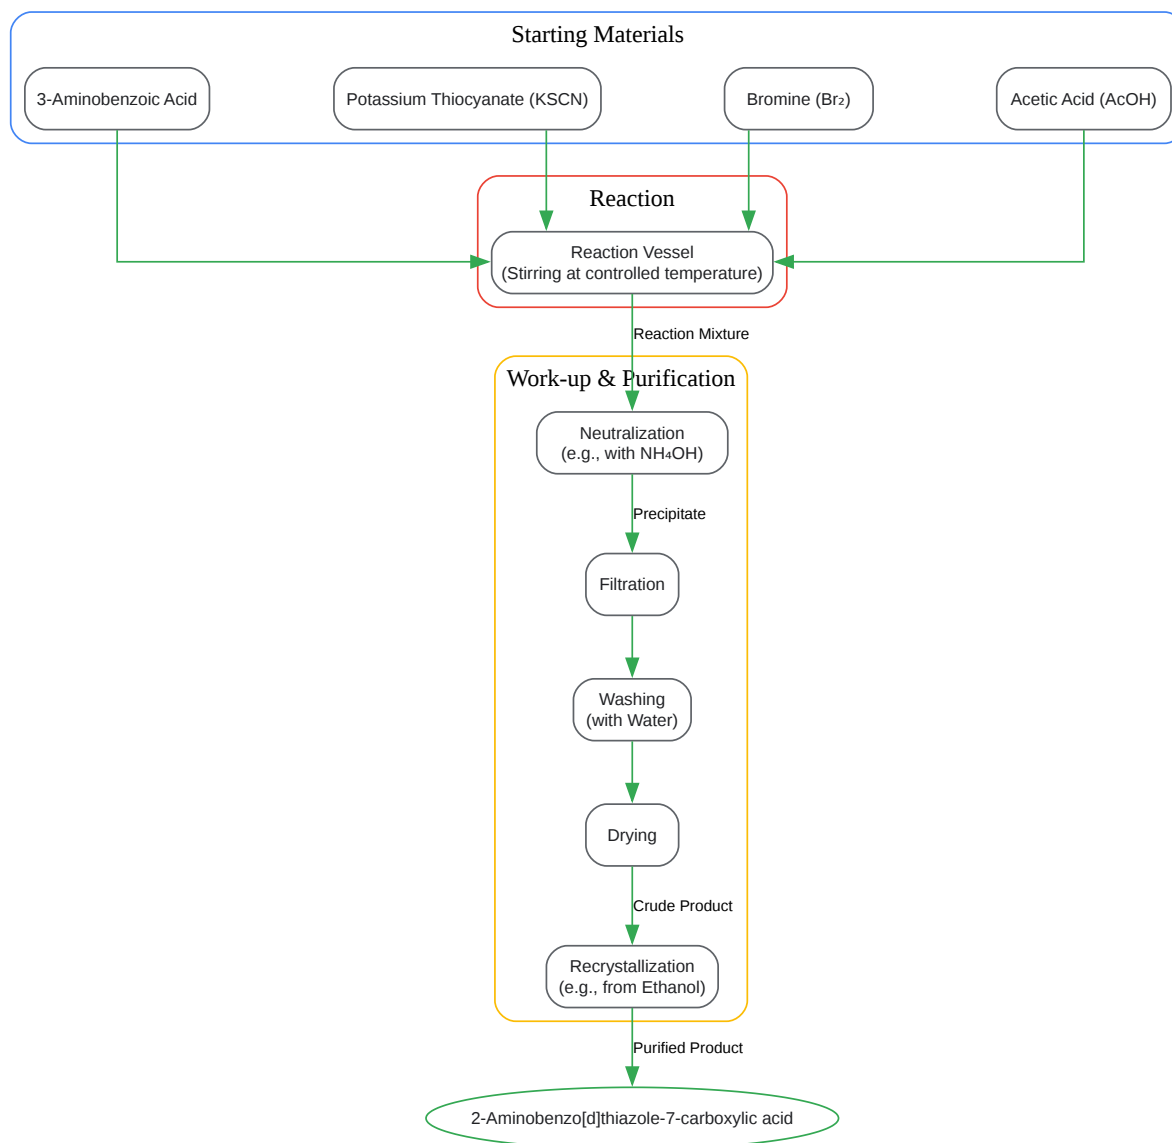 Starting Materials
3-Aminobenzoic Acid
Potassium Thiocyanate (KSCN)
Bromine (Br₂)
Acetic Acid (AcOH)
Reaction
Reaction Vessel
(Stirring at controlled temperature)
Reaction Mixture
Work-up & Purification
Neutralization
(e.g., with NH₄OH)
Precipitate
Filtration
Washing
(with Water)
Drying
Crude Product
Recrystallization
(e.g., from Ethanol)
Purified Product
2-Aminobenzo[d]thiazole-7-carboxylic acid